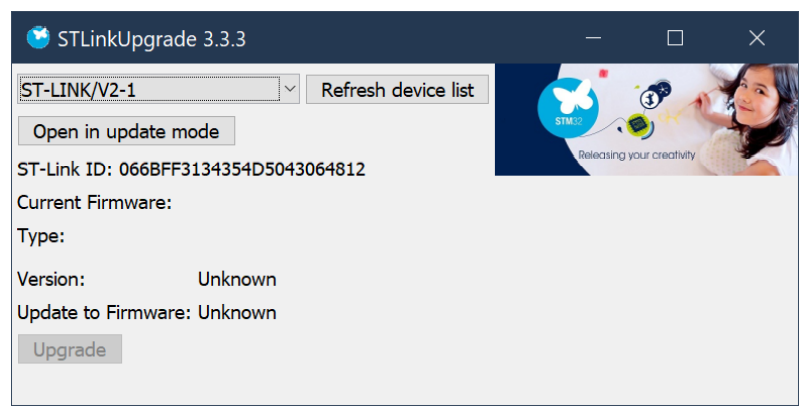 STLinkUpgrade 3.3.3
ST-LINK/V2-1
Refresh device list
Open in update mode
STM32
Releasing your creativity
ST-Link ID: 066BFF3134354D5043064812
Current Firmware:
Type:
Version: Unknown
Update to Firmware: Unknown
Upgrade